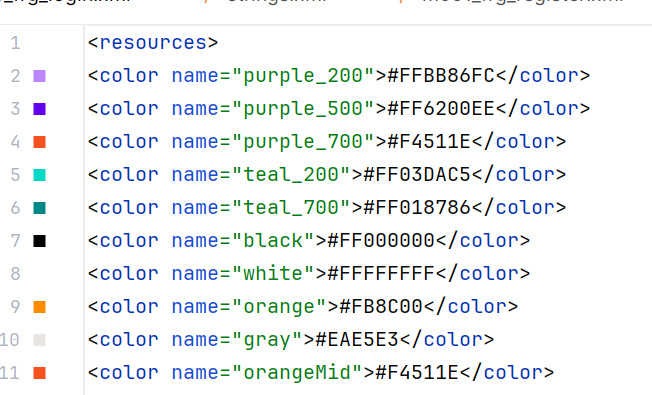 1 <resources>
2 <color name="purple_200">#FFBB86FC</color>
3 <color name="purple_500">#FF6200EE</color>
4 <color name="purple_700">#F4511E</color>
5 <color name="teal_200">#FF03DAC5</color>
6 <color name="teal_700">#FF018786</color>
7 <color name="black">#FF000000</color>
8 <color name="white">#FFFFFFFF</color>
9 <color name="orange">#FB8C00</color>
10 <color name="gray">#EAE5E3</color>
11 <color name="orangeMid">#F4511E</color>